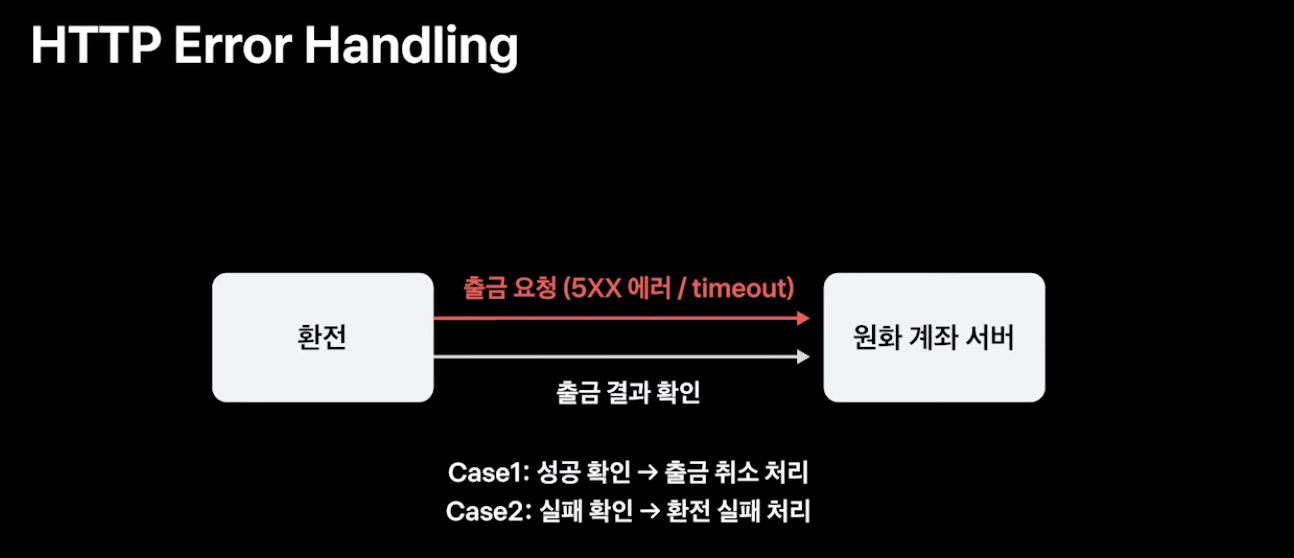 HTTP Error Handling
출금 요청 (5XX 에러 / timeout)
환전
원화 계좌 서버
출금 결과 확인
Case1: 성공 확인 → 출금 취소 처리
Case2: 실패 확인 → 환전 실패 처리